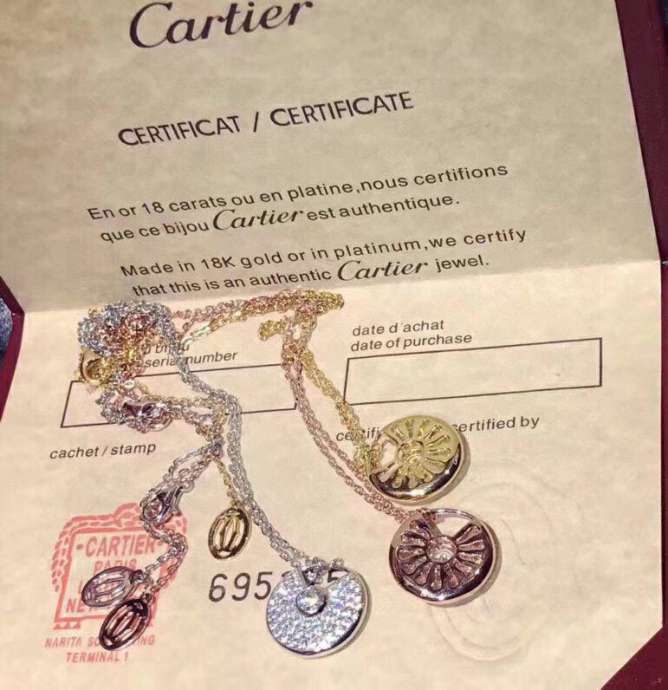 Cartier
CERTIFICAT / CERTIFICATE
En or 18 carats ou en platine,nous certifions
que ce bijou Cartier est authentique.
Made in 18K gold or in platinum,we certify
that this is an authentic Cartier jewel.
serial number
date d'achat
date of purchase
cachet / stamp
certified by
-CARTIER-
PARIS
NE
695
NARITA
TERMINAL 1